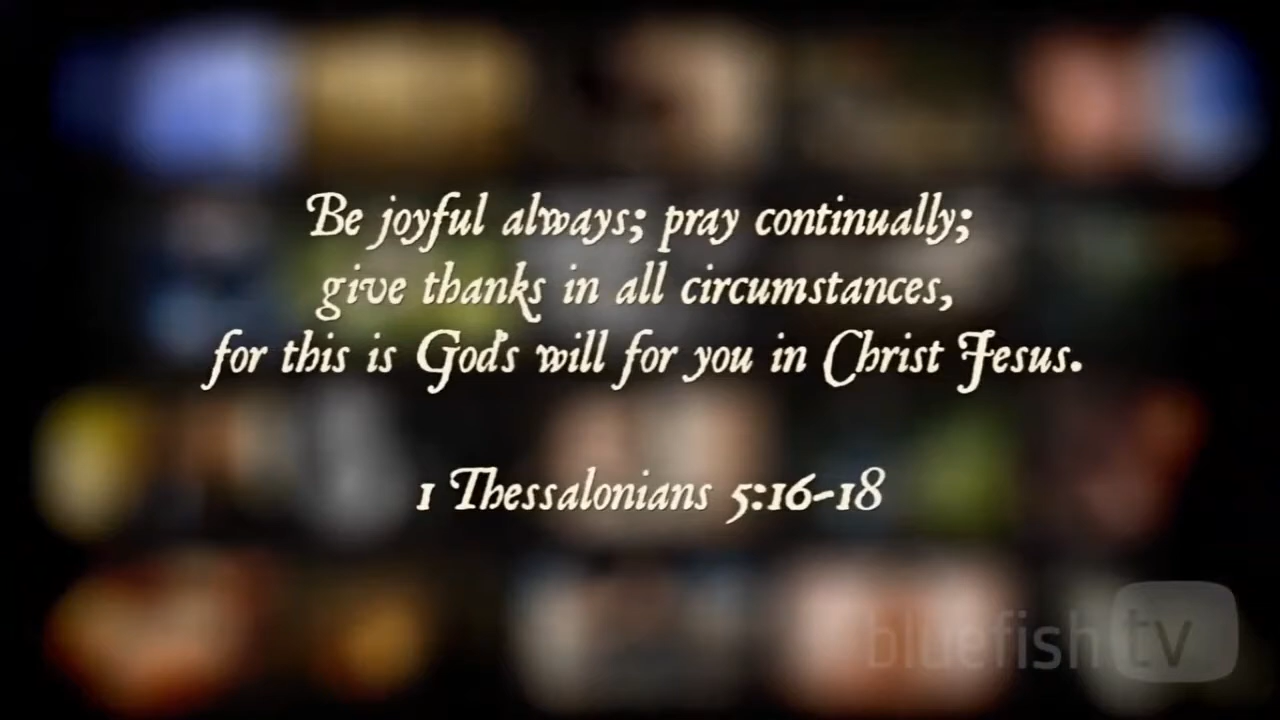 Be joyful always; pray continually;
give thanks in all circumstances,
for this is God's will for you in Christ Jesus.
1 Thessalonians 5:16-18
bluefish tv